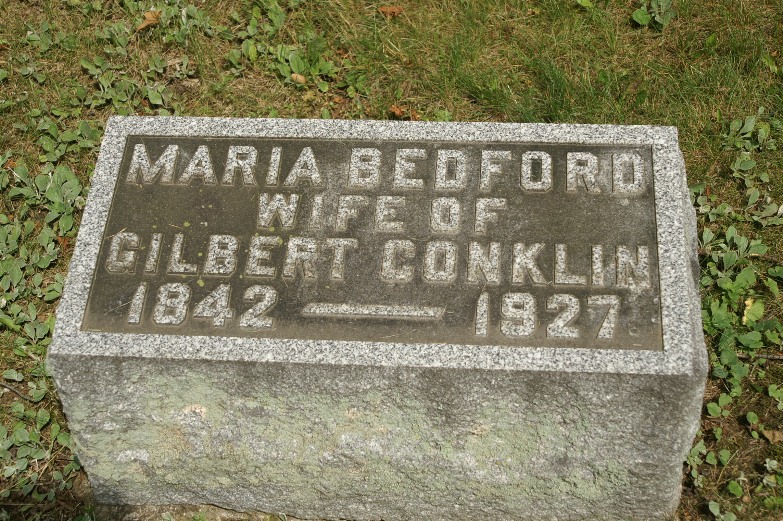 MARIA BEDFORD
WIFE OF
GILBERT CONKLIN
1842 — 1927